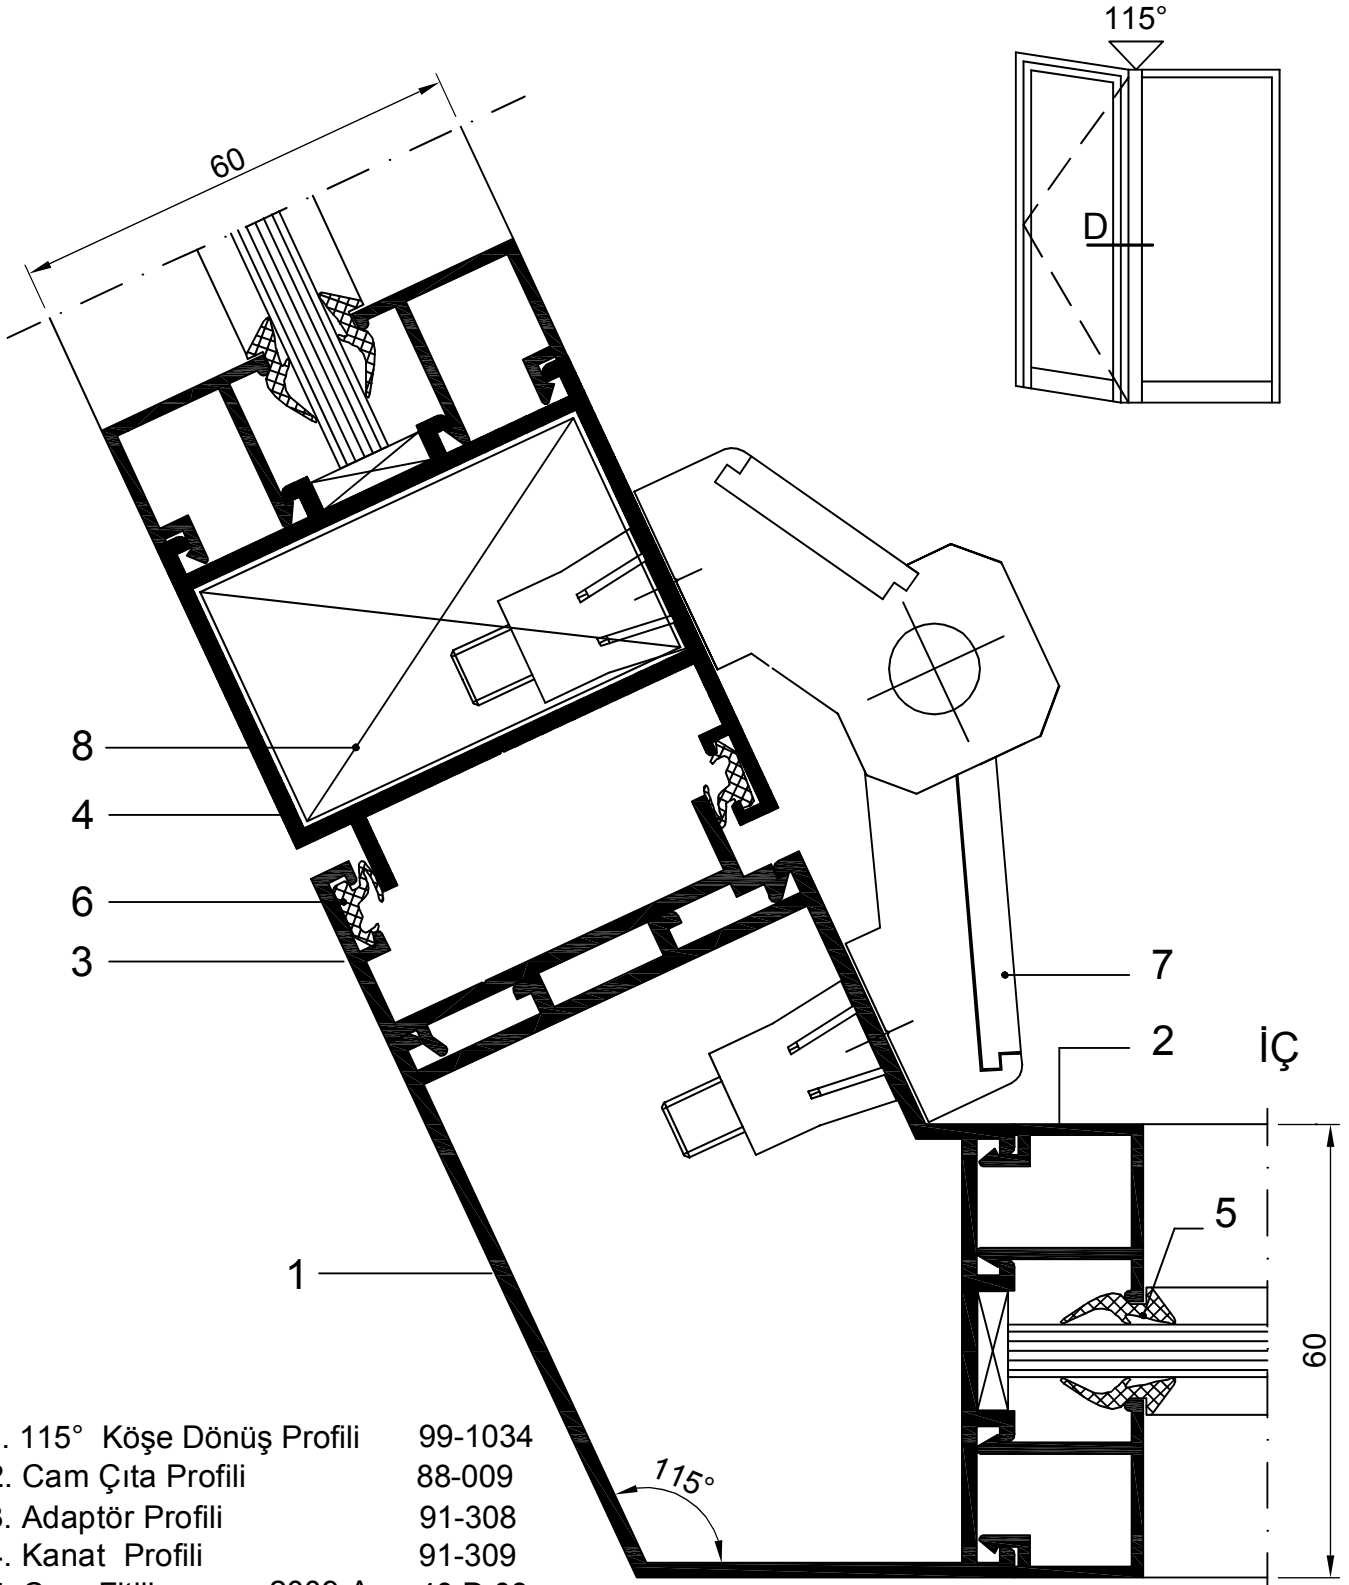 115°
60
D
8
4
6
3
7
2
İÇ
5
1
60
115°
. 115° Köşe Dönüş Profili 99-1034
2. Cam Çıta Profili 88-009
3. Adaptör Profili 91-308
. Kanat Profili 91-309